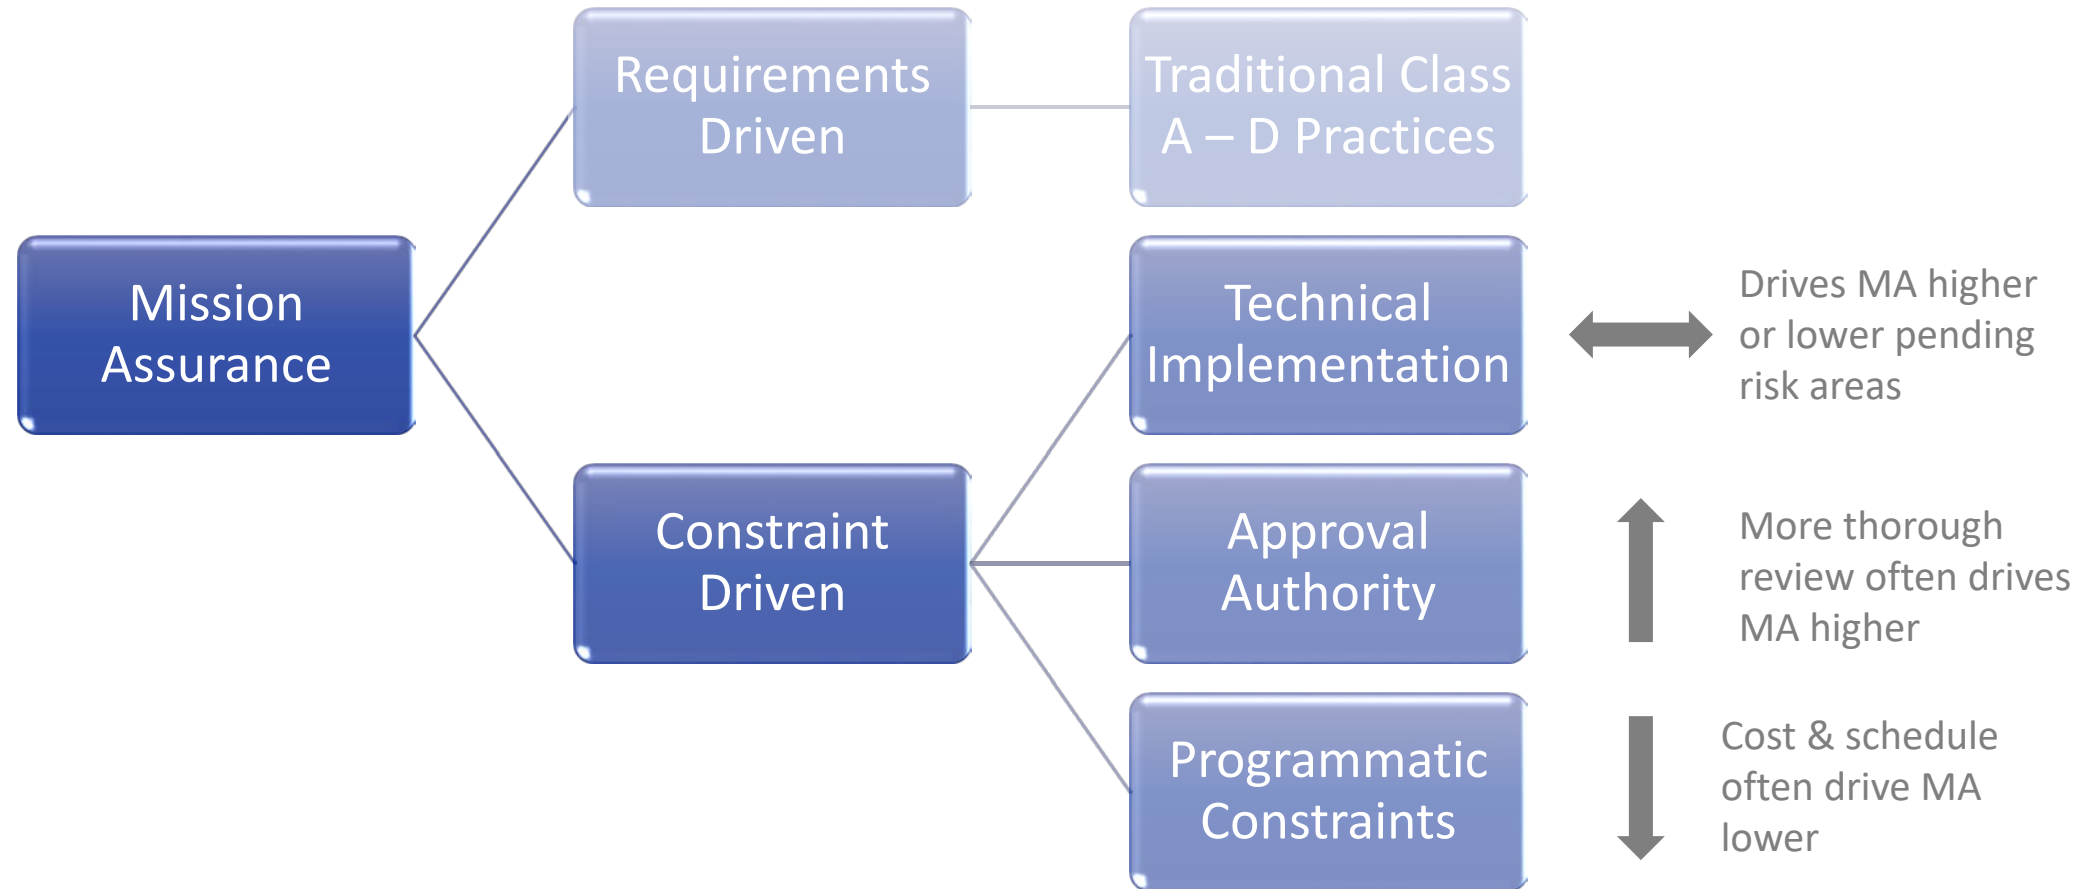 Requirements
Driven
Traditional Class
A – D Practices
Mission
Assurance
Technical
Implementation
Drives MA higher
or lower pending
risk areas
Constraint
Driven
Approval
Authority
More thorough
review often drives
MA higher
Programmatic
Constraints
Cost & schedule
often drive MA
lower